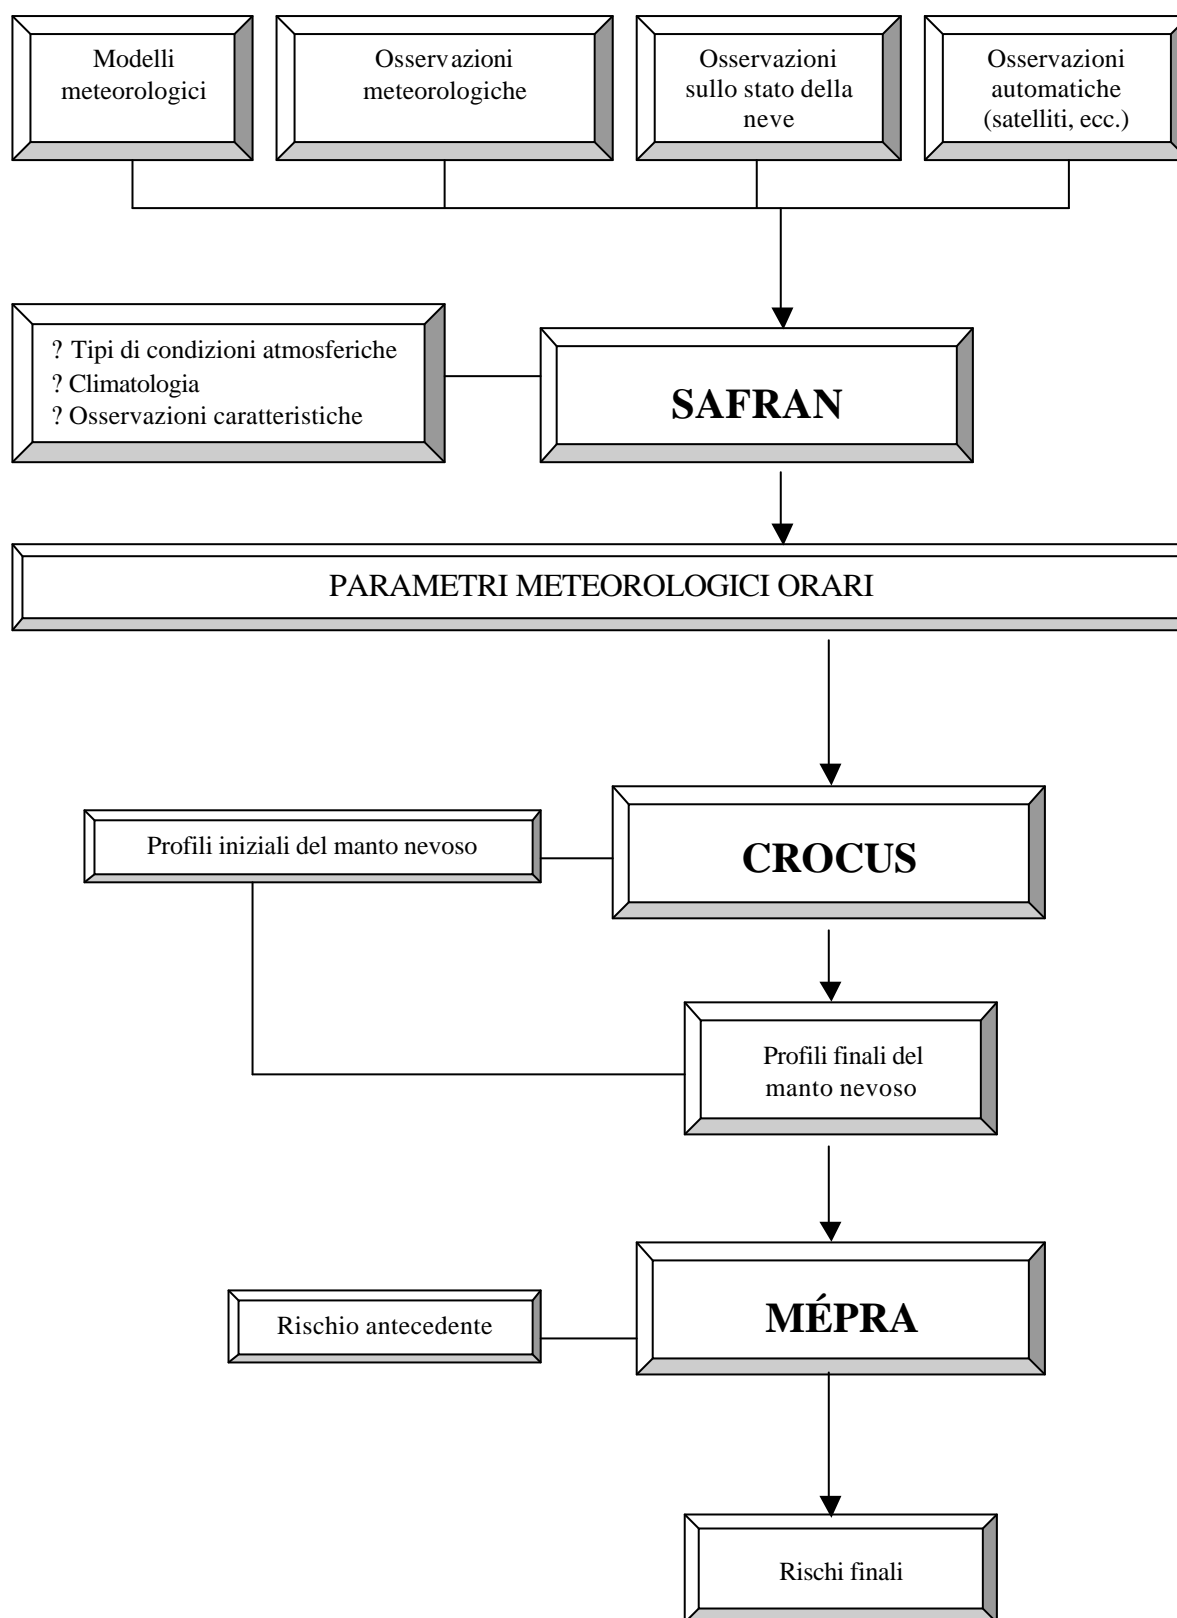 Modelli
meteorologici
Osservazioni
meteorologiche
Osservazioni
sullo stato della
neve
Osservazioni
automatiche
(satelliti, ecc.)
? Tipi di condizioni atmosferiche
? Climatologia
? Osservazioni caratteristiche
SAFRAN
PARAMETRI METEOROLOGICI ORARI
Profili iniziali del manto nevoso
CROCUS
Profili finali del
manto nevoso
Rischio antecedente
MÉPRA
Rischi finali